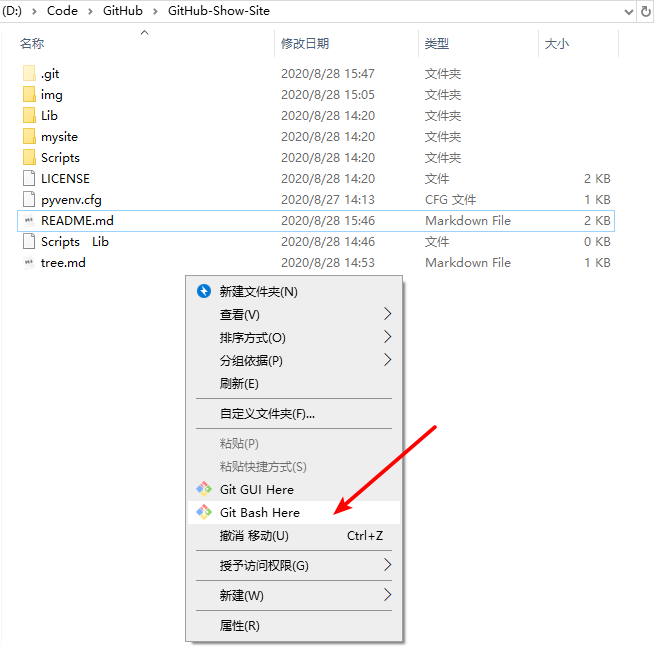 (D:) > Code > GitHub > GitHub-Show-Site
名称 修改日期 类型 大小
.git 2020/8/28 15:47 文件夹
img 2020/8/28 15:05 文件夹
Lib 2020/8/28 14:20 文件夹
mysite 2020/8/28 14:20 文件夹
Scripts 2020/8/28 14:20 文件夹
LICENSE 2020/8/28 14:20 文件 2 KB
pyvenv.cfg 2020/8/27 14:13 CFG 文件 1 KB
README.md 2020/8/28 15:46 Markdown File 2 KB
Scripts Lib 2020/8/28 14:46 文件 0 KB
tree.md 2020/8/28 14:53 Markdown File 1 KB
新建文件夹(N)
查看(V)
排序方式(O)
分组依据(P)
刷新(E)
自定义文件夹(F)...
粘贴(P)
粘贴快捷方式(S)
Git GUI Here
Git Bash Here
撤消 移动(U) Ctrl+Z
授予访问权限(G)
新建(W)
属性(R)